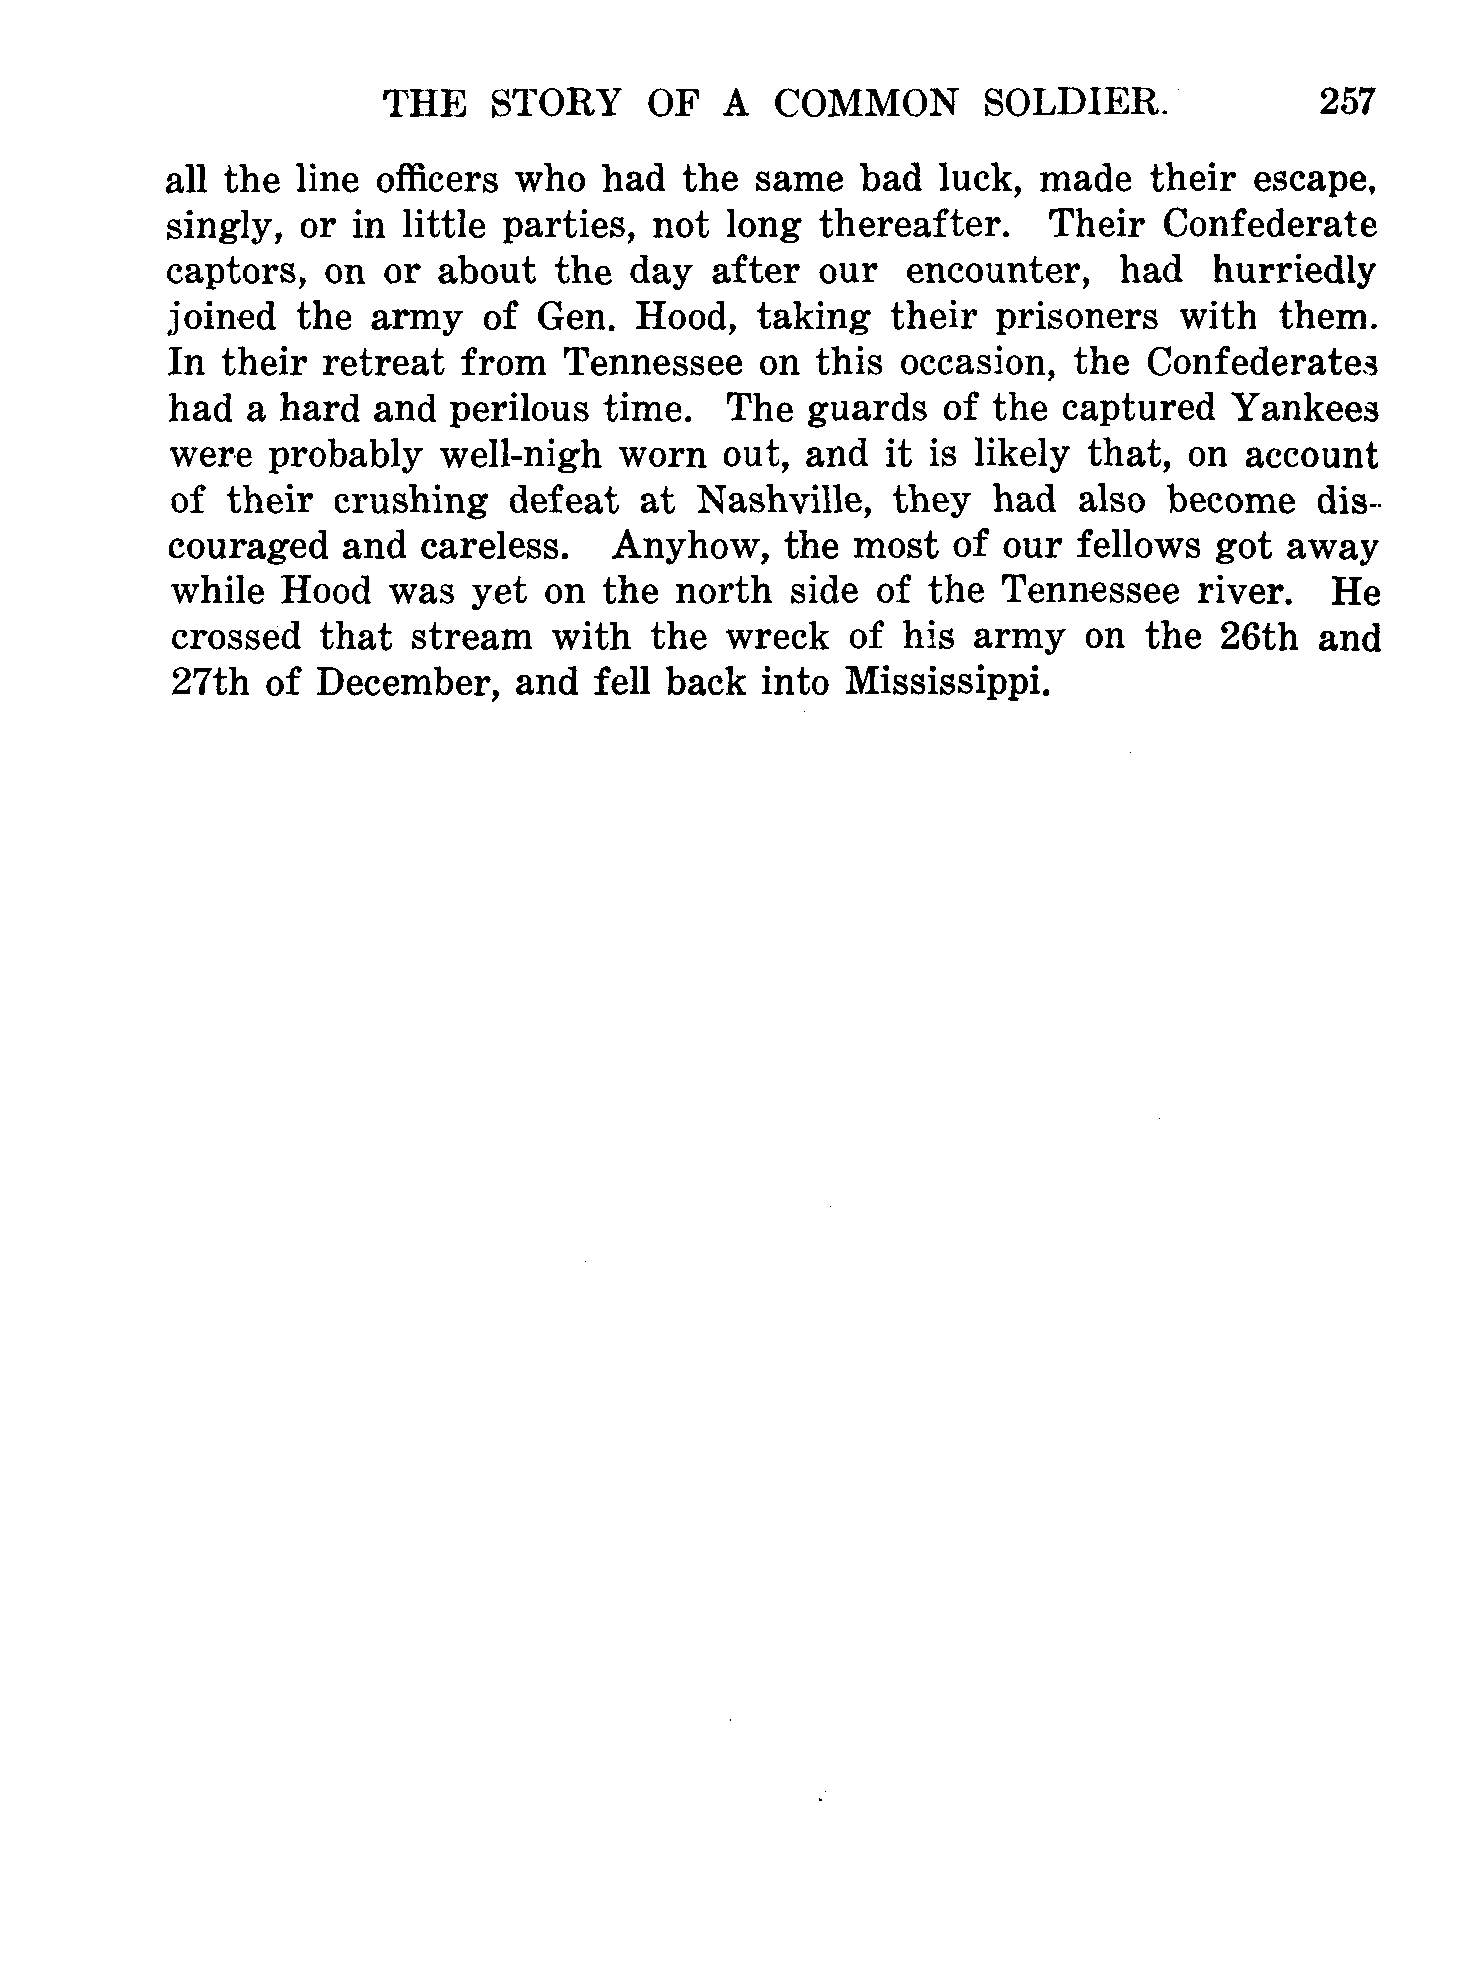 THE STORY OF A COMMON SOLDIER. 257
all the line officers who had the same bad luck, made their escape,
singly, or in little parties, not long thereafter. Their Confederate
captors, on or about the day after our encounter, had hurriedly
joined the army of Gen. Hood, taking their prisoners with them.
In their retreat from Tennessee on this occasion, the Confederates
had a hard and perilous time. The guards of the captured Yankees
were probably well-nigh worn out, and it is likely that, on account
of their crushing defeat at Nashville, they had also become dis-
couraged and careless. Anyhow, the most of our fellows got away
while Hood was yet on the north side of the Tennessee river. He
crossed that stream with the wreck of his army on the 26th and
27th of December, and fell back into Mississippi.